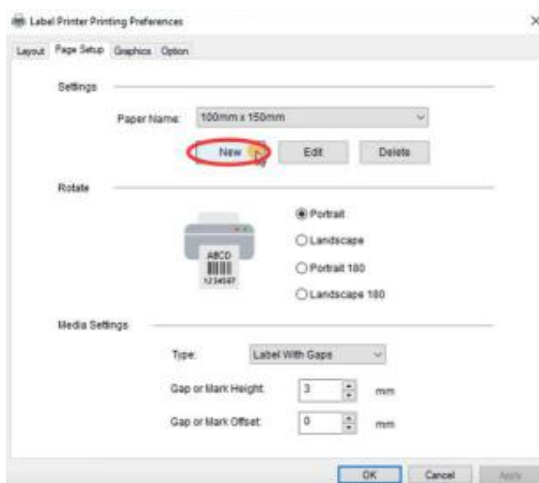 Label Printer Printing Preferences
Layout Page Setup Graphics Option
Settings
Paper Name: 100mm x 150mm
New Edit Delete
Rotate
Portrait
Landscape
Portrait 180
Landscape 180
ABCD
1234567
Media Settings
Type: Label With Gaps
Gap or Mark Height: 3 mm
Gap or Mark Offset: 0 mm
OK Cancel Apply